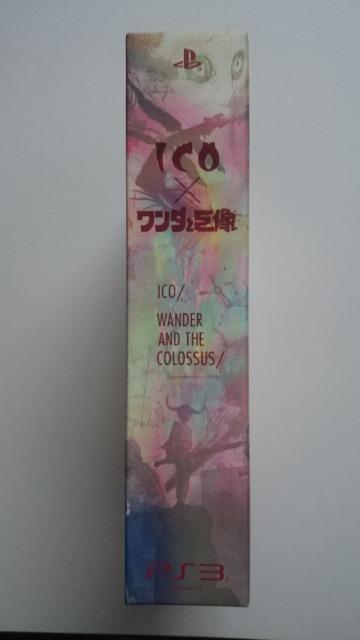 ICO
×
ワンダと巨像
ICO/
WANDER
AND THE
COLOSSUS/
PS3